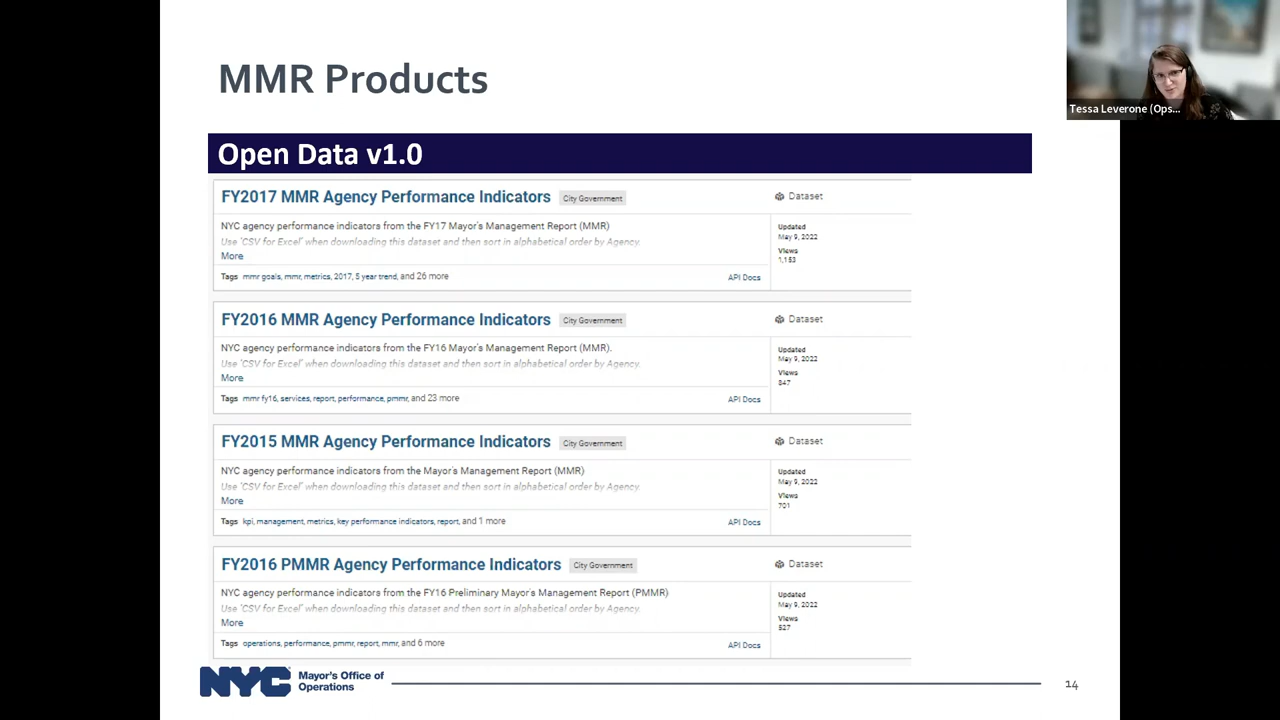 MMR Products
Tessa Leverone (Ops...
Open Data v1.0
FY2017 MMR Agency Performance Indicators City Government Dataset
NYC agency performance indicators from the FY17 Mayor's Management Report (MMR)
Use 'CSV for Excel' when downloading this dataset and then sort in alphabetical order by Agency.
More
Updated
May 9, 2022
Views
1,153
Tags mmr goals, mmr, metrics, 2017, 5 year trend, and 26 more API Docs
FY2016 MMR Agency Performance Indicators City Government Dataset
NYC agency performance indicators from the FY16 Mayor's Management Report (MMR).
Use 'CSV for Excel' when downloading this dataset and then sort in alphabetical order by Agency.
More
Updated
May 9, 2022
Views
847
Tags mmr fy16, services, report, performance, pmmr, and 23 more API Docs
FY2015 MMR Agency Performance Indicators City Government Dataset
NYC agency performance indicators from the Mayor's Management Report (MMR)
Use 'CSV for Excel' when downloading this dataset and then sort in alphabetical order by Agency.
More
Updated
May 9, 2022
Views
701
Tags kpi, management, metrics, key performance indicators, report, and 1 more API Docs
FY2016 PMMR Agency Performance Indicators City Government Dataset
NYC agency performance indicators from the FY16 Preliminary Mayor's Management Report (PMMR)
Use 'CSV for Excel' when downloading this dataset and then sort in alphabetical order by Agency.
More
Updated
May 9, 2022
Views
527
Tags operations, performance, pmmr, report, mmr, and 6 more API Docs
NYC Mayor's Office of
Operations
14